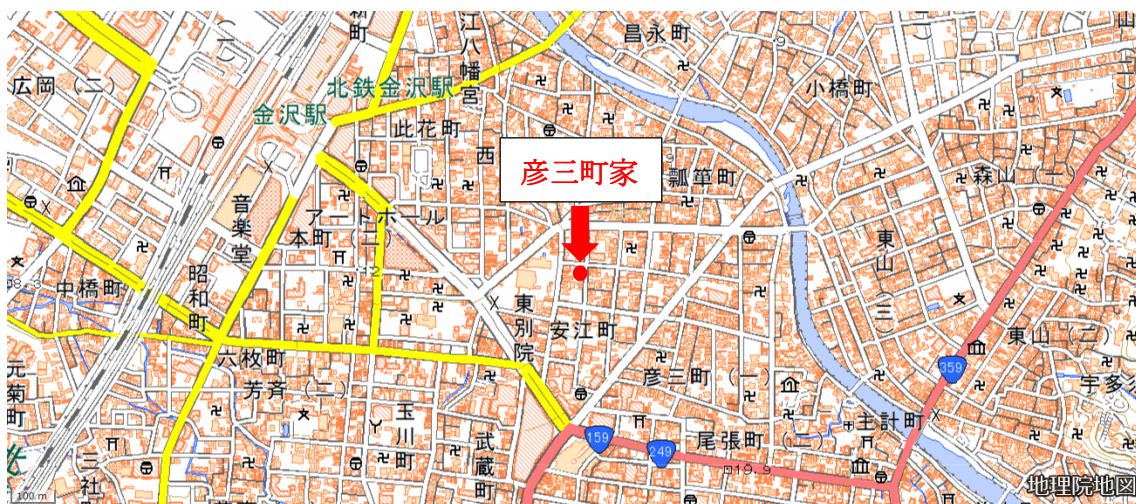 昌永町
江八幡宮
新町
広岡(二)
小橋町
北鉄金沢駅
金沢駅
此花町
西
彦三町家
瓢箪町
森山(一)
音楽堂
アートホール
本町(二)
東山(三)
12
昭和町
中橋町
東別院
安江町
東山(二)
六枚町
359
元菊町
芳斉(二)
彦三町(一)
玉川町
武蔵町
159
249
尾張町(二)
主計町
19.9
三社
地理院地図
100 m